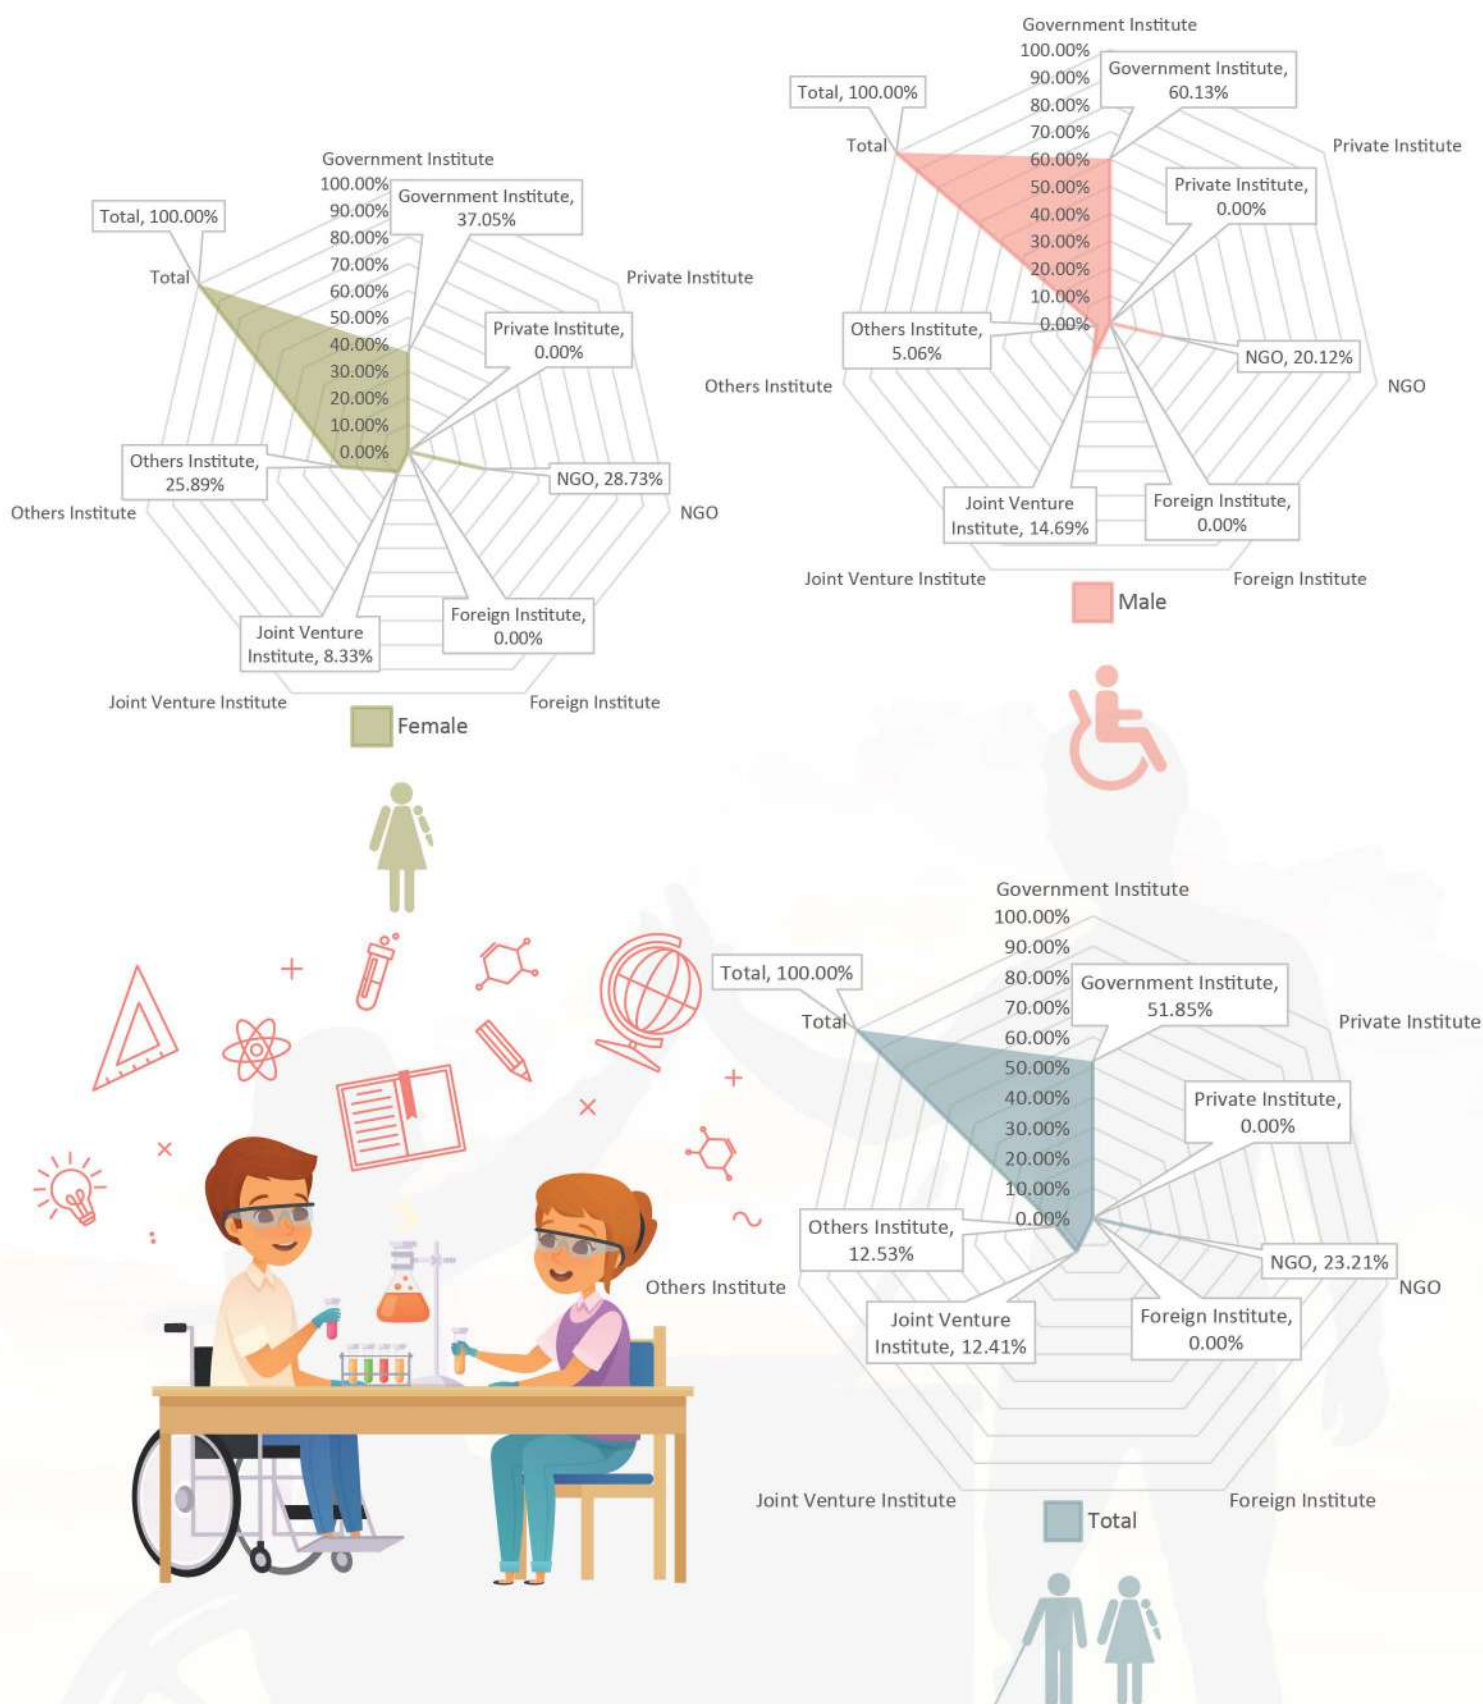 Government Institute
100.00%
90.00%
80.00%
70.00%
60.00%
50.00%
40.00%
30.00%
20.00%
10.00%
0.00%
Total, 100.00%
Total
Government Institute,
37.05%
Private Institute
Private Institute,
0.00%
Others Institute,
25.89%
Others Institute
NGO, 28.73%
NGO
Joint Venture
Institute, 8.33%
Foreign Institute,
0.00%
Joint Venture Institute
Foreign Institute
Female
Government Institute
100.00%
90.00%
80.00%
70.00%
60.00%
50.00%
40.00%
30.00%
20.00%
10.00%
0.00%
Total, 100.00%
Total
Government Institute,
60.13%
Private Institute
Private Institute,
0.00%
Others Institute,
5.06%
Others Institute
NGO, 20.12%
NGO
Joint Venture
Institute, 14.69%
Foreign Institute,
0.00%
Joint Venture Institute
Foreign Institute
Male
Government Institute
100.00%
90.00%
80.00%
70.00%
60.00%
50.00%
40.00%
30.00%
20.00%
10.00%
0.00%
Total, 100.00%
Total
Government Institute,
51.85%
Private Institute
Private Institute,
0.00%
Others Institute,
12.53%
Others Institute
NGO, 23.21%
NGO
Joint Venture
Institute, 12.41%
Foreign Institute,
0.00%
Joint Venture Institute
Foreign Institute
Total